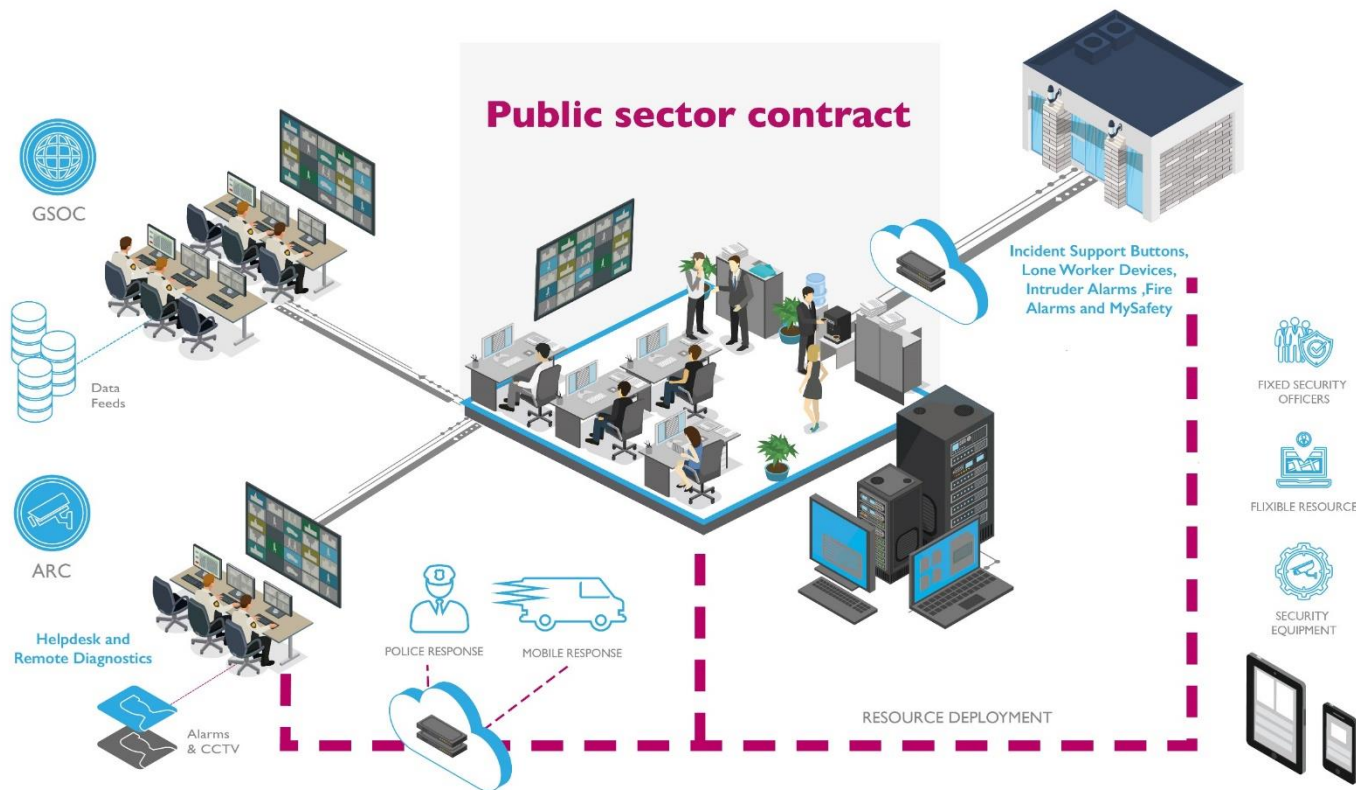 Public sector contract
GSOC
Data
Feeds
ARC
Helpdesk and
Remote Diagnostics
Alarms
& CCTV
POLICE RESPONSE
MOBILE RESPONSE
RESOURCE DEPLOYMENT
Incident Support Buttons,
Lone Worker Devices,
Intruder Alarms ,Fire
Alarms and MySafety
FIXED SECURITY
OFFICERS
FLIXIBLE RESOURCE
SECURITY
EQUIPMENT